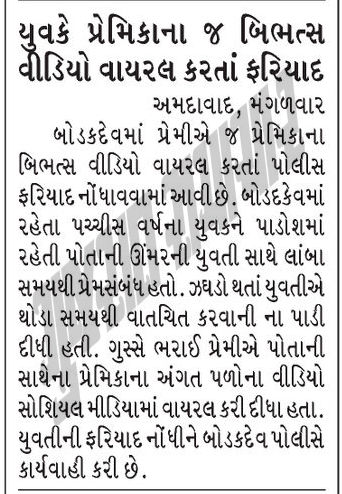 યુવકે પ્રેમિકાના જ બિભત્સ
વીડિયો વાયરલ કરતાં ફરિયાદ
અમદાવાદ, મંગળવાર
બોડકદેવમાં પ્રેમીએ જ પ્રેમિકાના
બિભત્સ વીડિયો વાયરલ કરતાં પોલીસ
ફરિયાદ નોંધાવવામાં આવી છે. બોડદકેવમાં
રહેતા પચ્ચીસ વર્ષના યુવકને પાડોશમાં
રહેતી પોતાની ઊંમરની યુવતી સાથે લાંબા
સમયથી પ્રેમસંબંધ હતો.. ઝઘડો થતાં યુવતીએ
થોડા સમયથી વાતચિત કરવાની ના પાડી
દીધી હતી. ગુસ્સે ભરાઈ પ્રેમીએ પોતાની
સાથેના પ્રેમિકાના અંગત પળોના વીડિયો
સોશિયલ મીડિયામાં વાયરલ કરી દીધા હતા.
યુવતીની ફરિયાદ નોંધીને બોડકદેવ પોલીસે
કાર્યવાહી કરી છે.